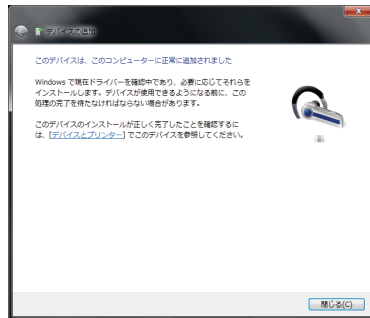 デバイスの追加
このデバイスは、このコンピューターに正常に追加されました
Windows で現在ドライバーを確認中であり、必要に応じてそれらを
インストールします。デバイスが使用できるようになる前に、この
処理の完了を待たなければならない場合があります。
このデバイスのインストールが正しく完了したことを確認するに
は、[デバイスとプリンター] でこのデバイスを参照してください。
閉じる(C)